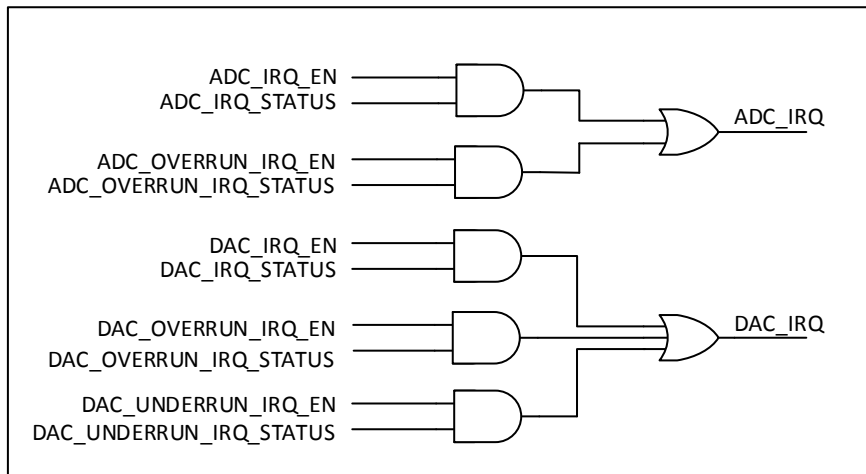 ADC_IRQ_EN
ADC_IRQ_STATUS
ADC_IRQ
ADC_OVERRUN_IRQ_EN
ADC_OVERRUN_IRQ_STATUS
DAC_IRQ_EN
DAC_IRQ_STATUS
DAC_OVERRUN_IRQ_EN
DAC_IRQ
DAC_OVERRUN_IRQ_STATUS
DAC_UNDERRUN_IRQ_EN
DAC_UNDERRUN_IRQ_STATUS